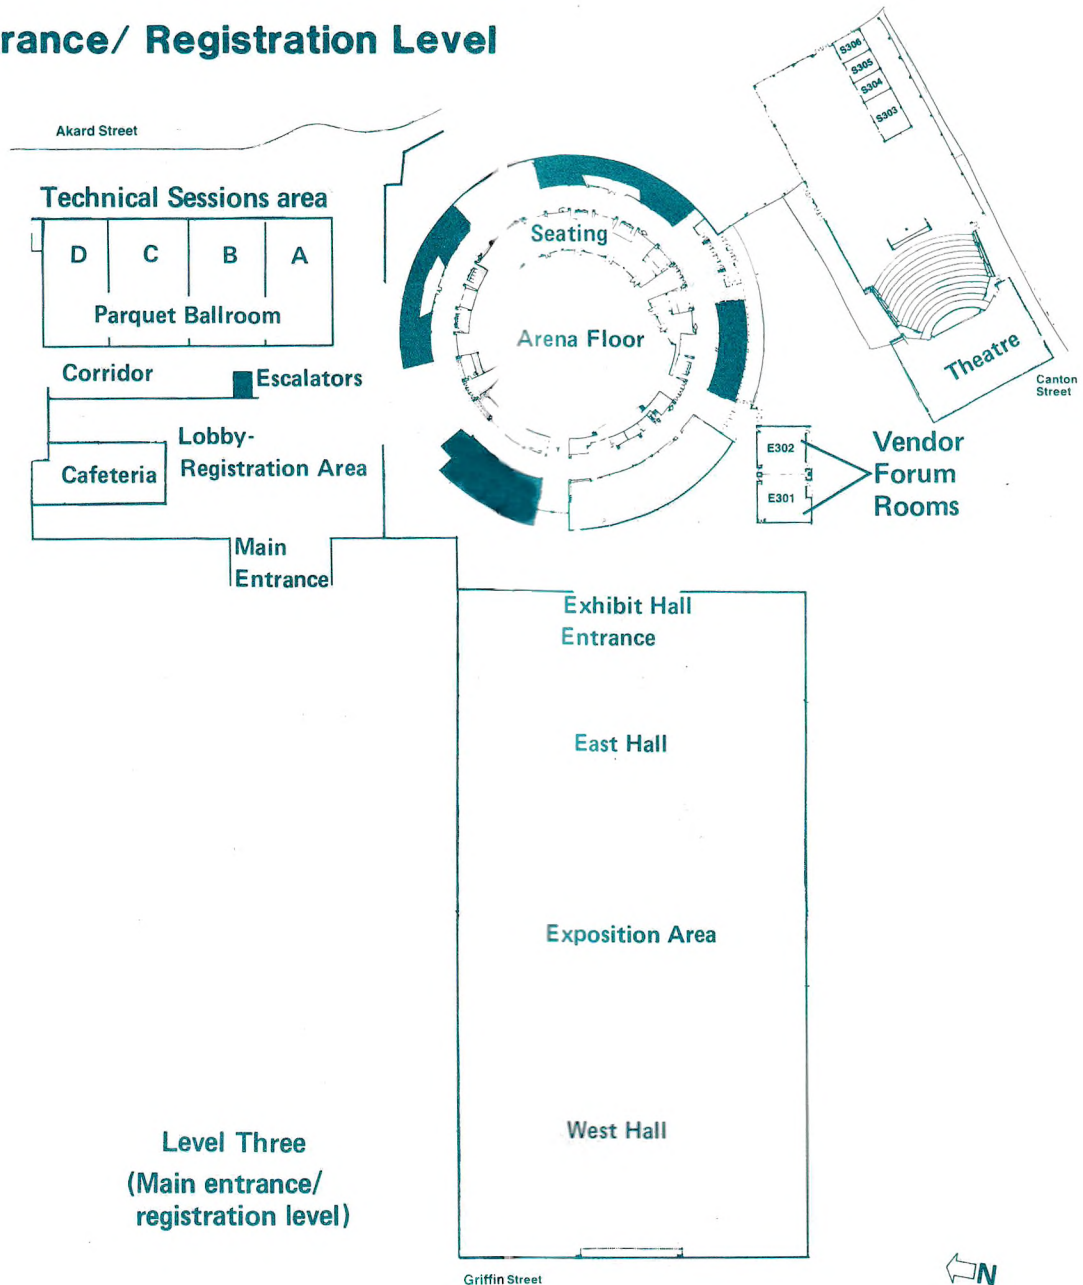 rance/ Registration Level
Akard Street
S306
S305
S304
S303
Technical Sessions area
D C B A
Parquet Ballroom
Seating
Arena Floor
Theatre
Canton
Street
Corridor
Escalators
Lobby-
Registration Area
Cafeteria
E302
E301
Vendor
Forum
Rooms
Main
Entrance
Exhibit Hall
Entrance
East Hall
Exposition Area
West Hall
Level Three
(Main entrance/
registration level)
Griffin Street
N